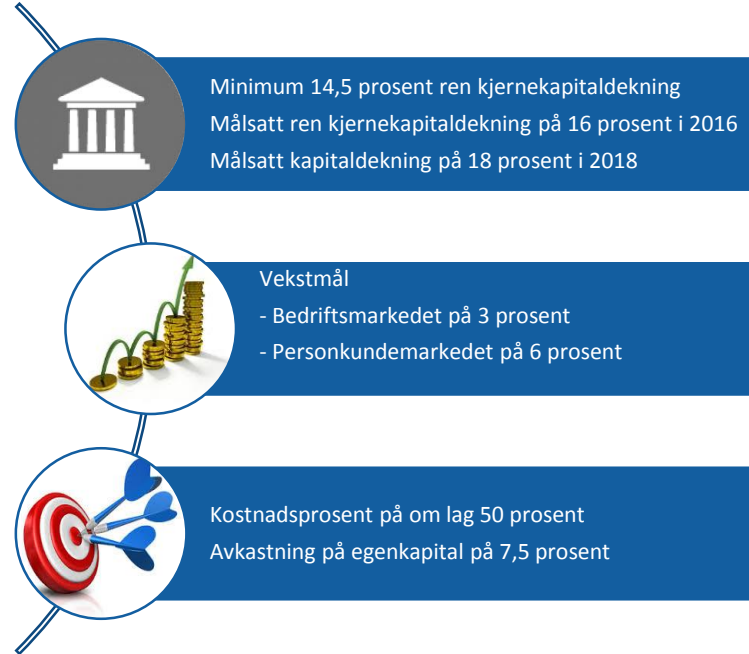 Minimum 14,5 prosent ren kjernekapitaldekning
Målsatt ren kjernekapitaldekning på 16 prosent i 2016
Målsatt kapitaldekning på 18 prosent i 2018
Vekstmål
- Bedriftsmarkedet på 3 prosent
- Personkundemarkedet på 6 prosent
Kostnadsprosent på om lag 50 prosent
Avkastning på egenkapital på 7,5 prosent